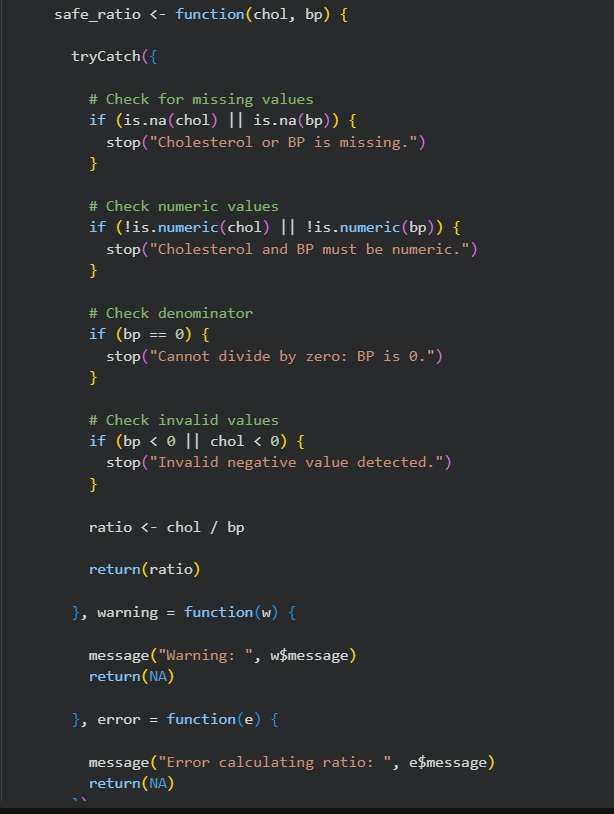 safe_ratio <- function(chol, bp) {
tryCatch({
# Check for missing values
if (is.na(chol) || is.na(bp)) {
stop("Cholesterol or BP is missing.")
}
# Check numeric values
if (!is.numeric(chol) || !is.numeric(bp)) {
stop("Cholesterol and BP must be numeric.")
}
# Check denominator
if (bp == 0) {
stop("Cannot divide by zero: BP is 0.")
}
# Check invalid values
if (bp < 0 || chol < 0) {
stop("Invalid negative value detected.")
}
ratio <- chol / bp
return(ratio)
}, warning = function(w) {
message("Warning: ", w$message)
return(NA)
}, error = function(e) {
message("Error calculating ratio: ", e$message)
return(NA)